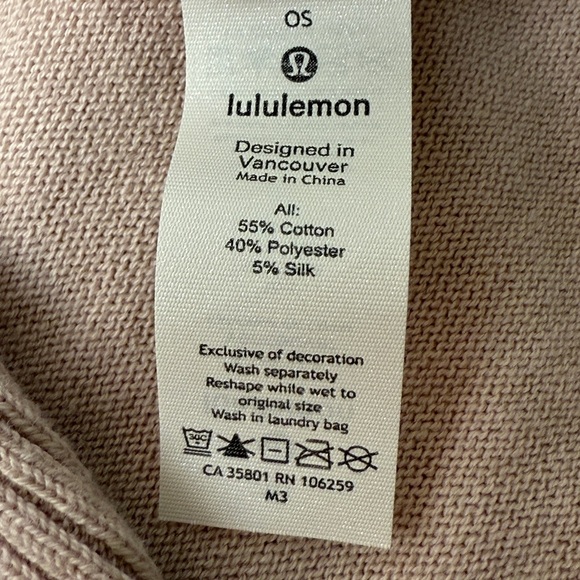 OS
lululemon
Designed in
Vancouver
Made in China
All:
55% Cotton
40% Polyester
5% Silk
Exclusive of decoration
Wash separately
Reshape while wet to
original size
Wash in laundry bag
30C
CA 35801 RN 106259
M3